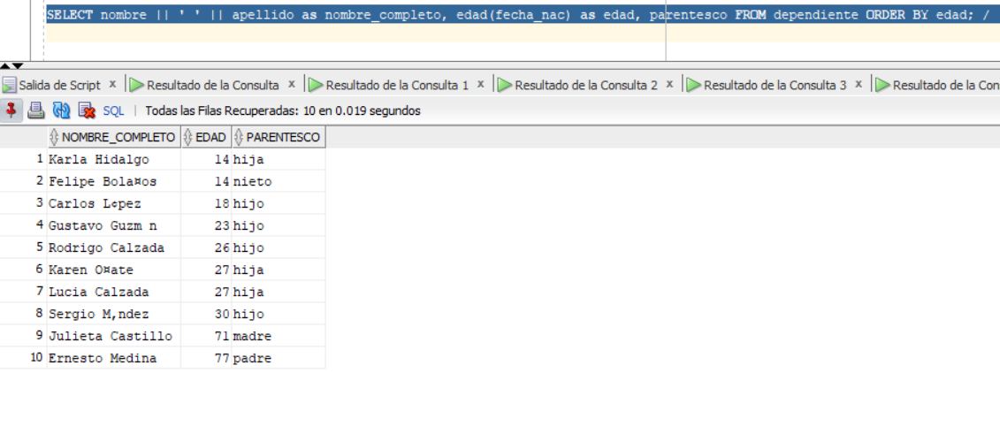 SELECT nombre || ' ' || apellido as nombre_completo, edad(fecha_nac) as edad, parentesco FROM dependiente ORDER BY edad; /
Salida de Script x Resultado de la Consulta x Resultado de la Consulta 1 x Resultado de la Consulta 2 x Resultado de la Consulta 3 x Resultado de la Con
SQL | Todas las Filas Recuperadas: 10 en 0.019 segundos
NOMBRE_COMPLETO EDAD PARENTESCO
1 Karla Hidalgo 14 hija
2 Felipe Bola¤os 14 nieto
3 Carlos L¢pez 18 hijo
4 Gustavo Guzm n 23 hijo
5 Rodrigo Calzada 26 hijo
6 Karen O¤ate 27 hija
7 Lucia Calzada 27 hija
8 Sergio M‚ndez 30 hijo
9 Julieta Castillo 71 madre
10 Ernesto Medina 77 padre